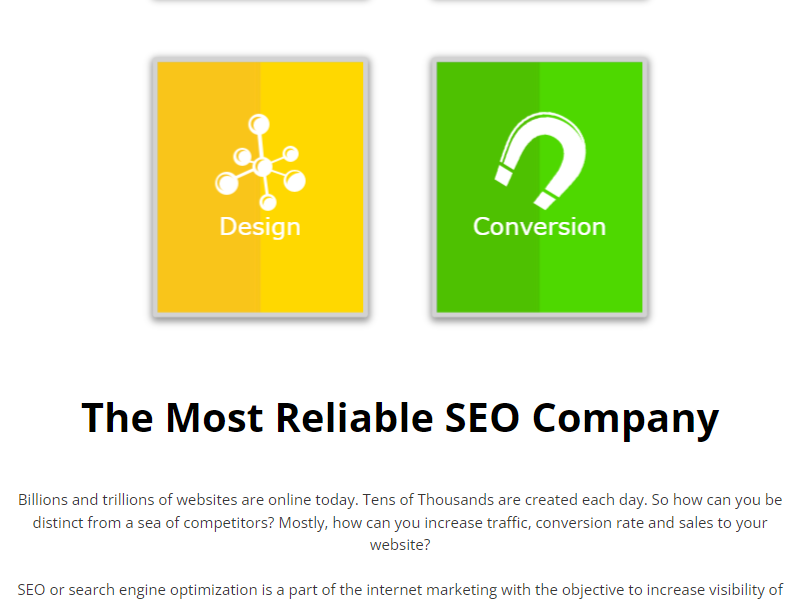 Design
Conversion
The Most Reliable SEO Company
Billions and trillions of websites are online today. Tens of Thousands are created each day. So how can you be
distinct from a sea of competitors? Mostly, how can you increase traffic, conversion rate and sales to your
website?
SEO or search engine optimization is a part of the internet marketing with the objective to increase visibility of